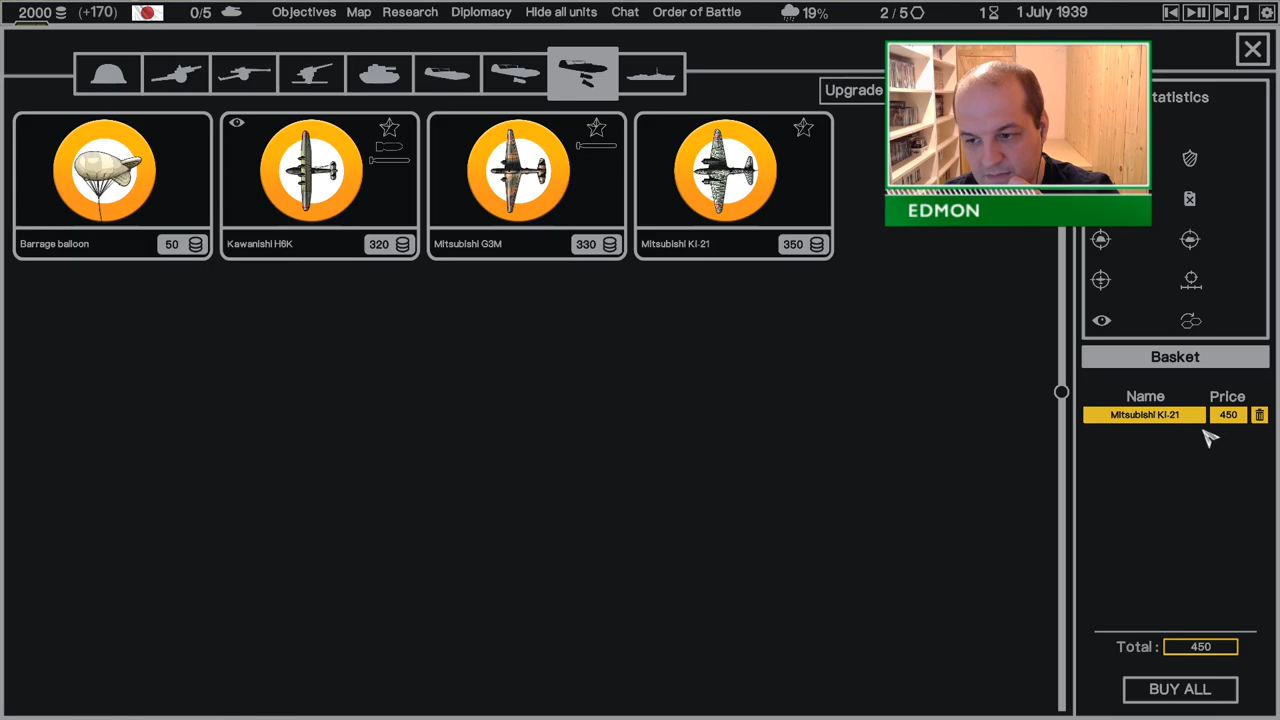 2000 (+170) 0/5 Objectives Map Research Diplomacy Hide all units Chat Order of Battle 19% 2 / 5 1 1 July 1939
Upgrade
tatistics
Barrage balloon 50
Kawanishi H6K 320
Mitsubishi G3M 330
Mitsubishi Ki-21 350
EDMON
Basket
Name Price
Mitsubishi Ki-21 450
Total : 450
BUY ALL